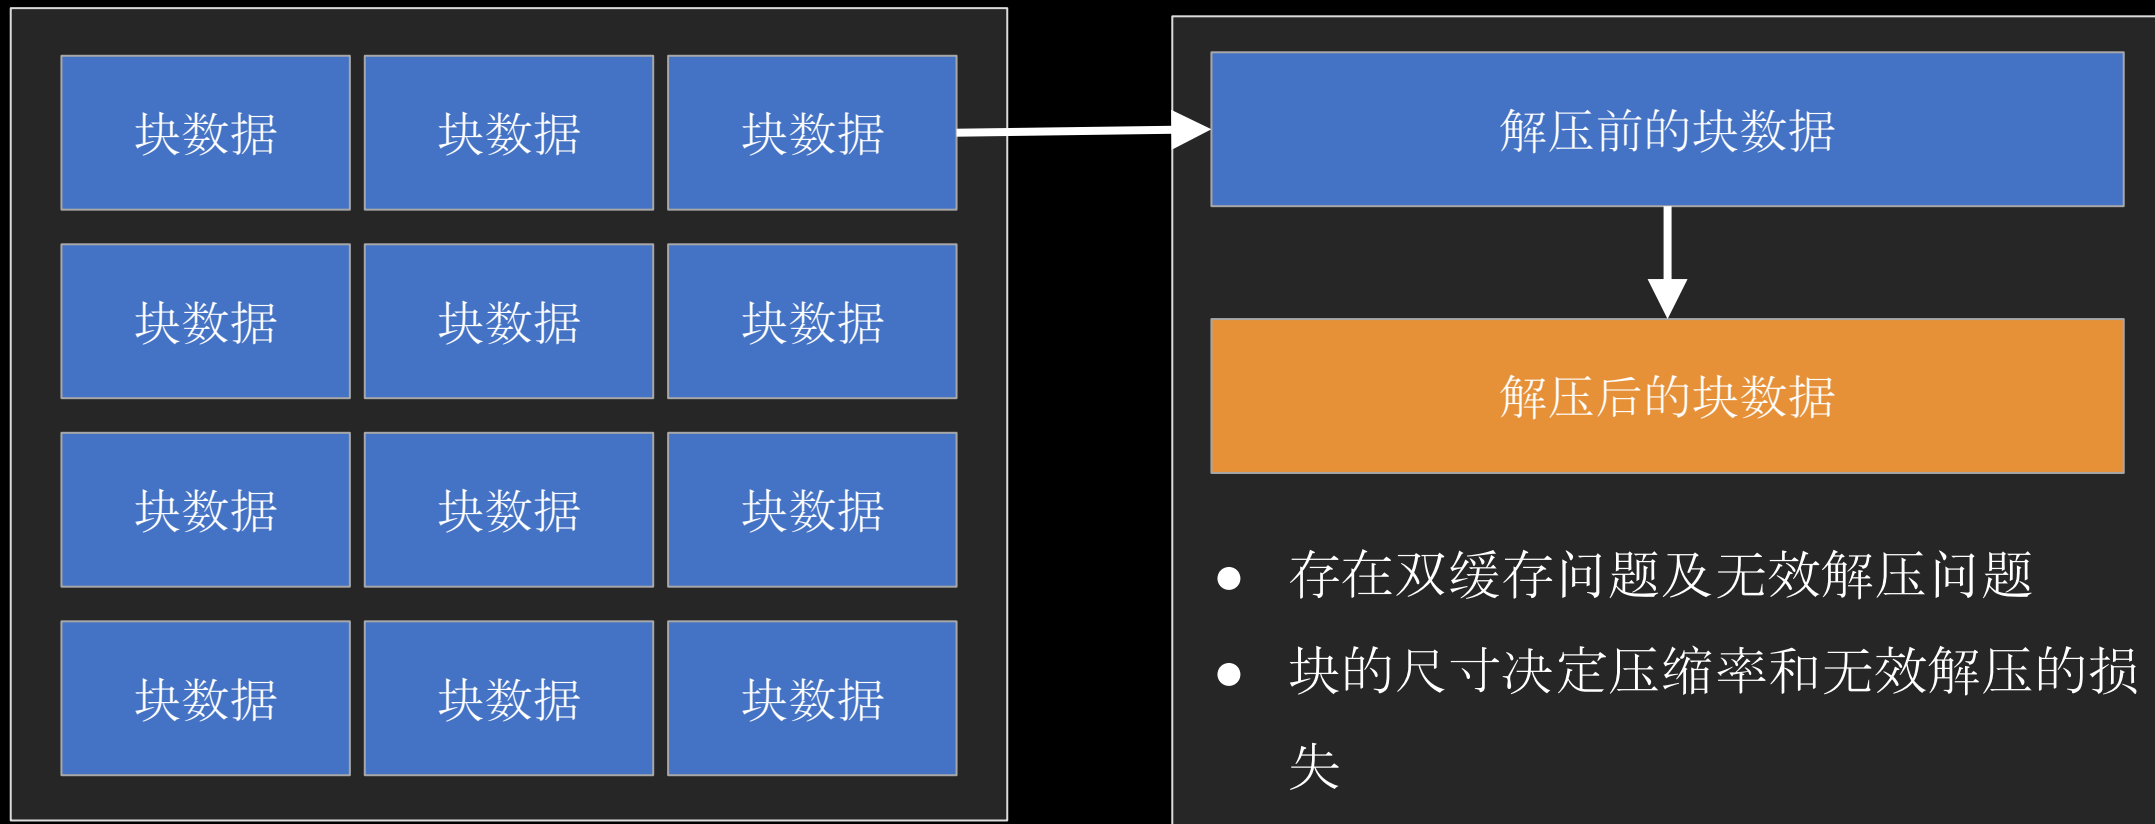 块数据 块数据 块数据
块数据 块数据 块数据
块数据 块数据 块数据
块数据 块数据 块数据
解压前的块数据
解压后的块数据
● 存在双缓存问题及无效解压问题
● 块的尺寸决定压缩率和无效解压的损
失